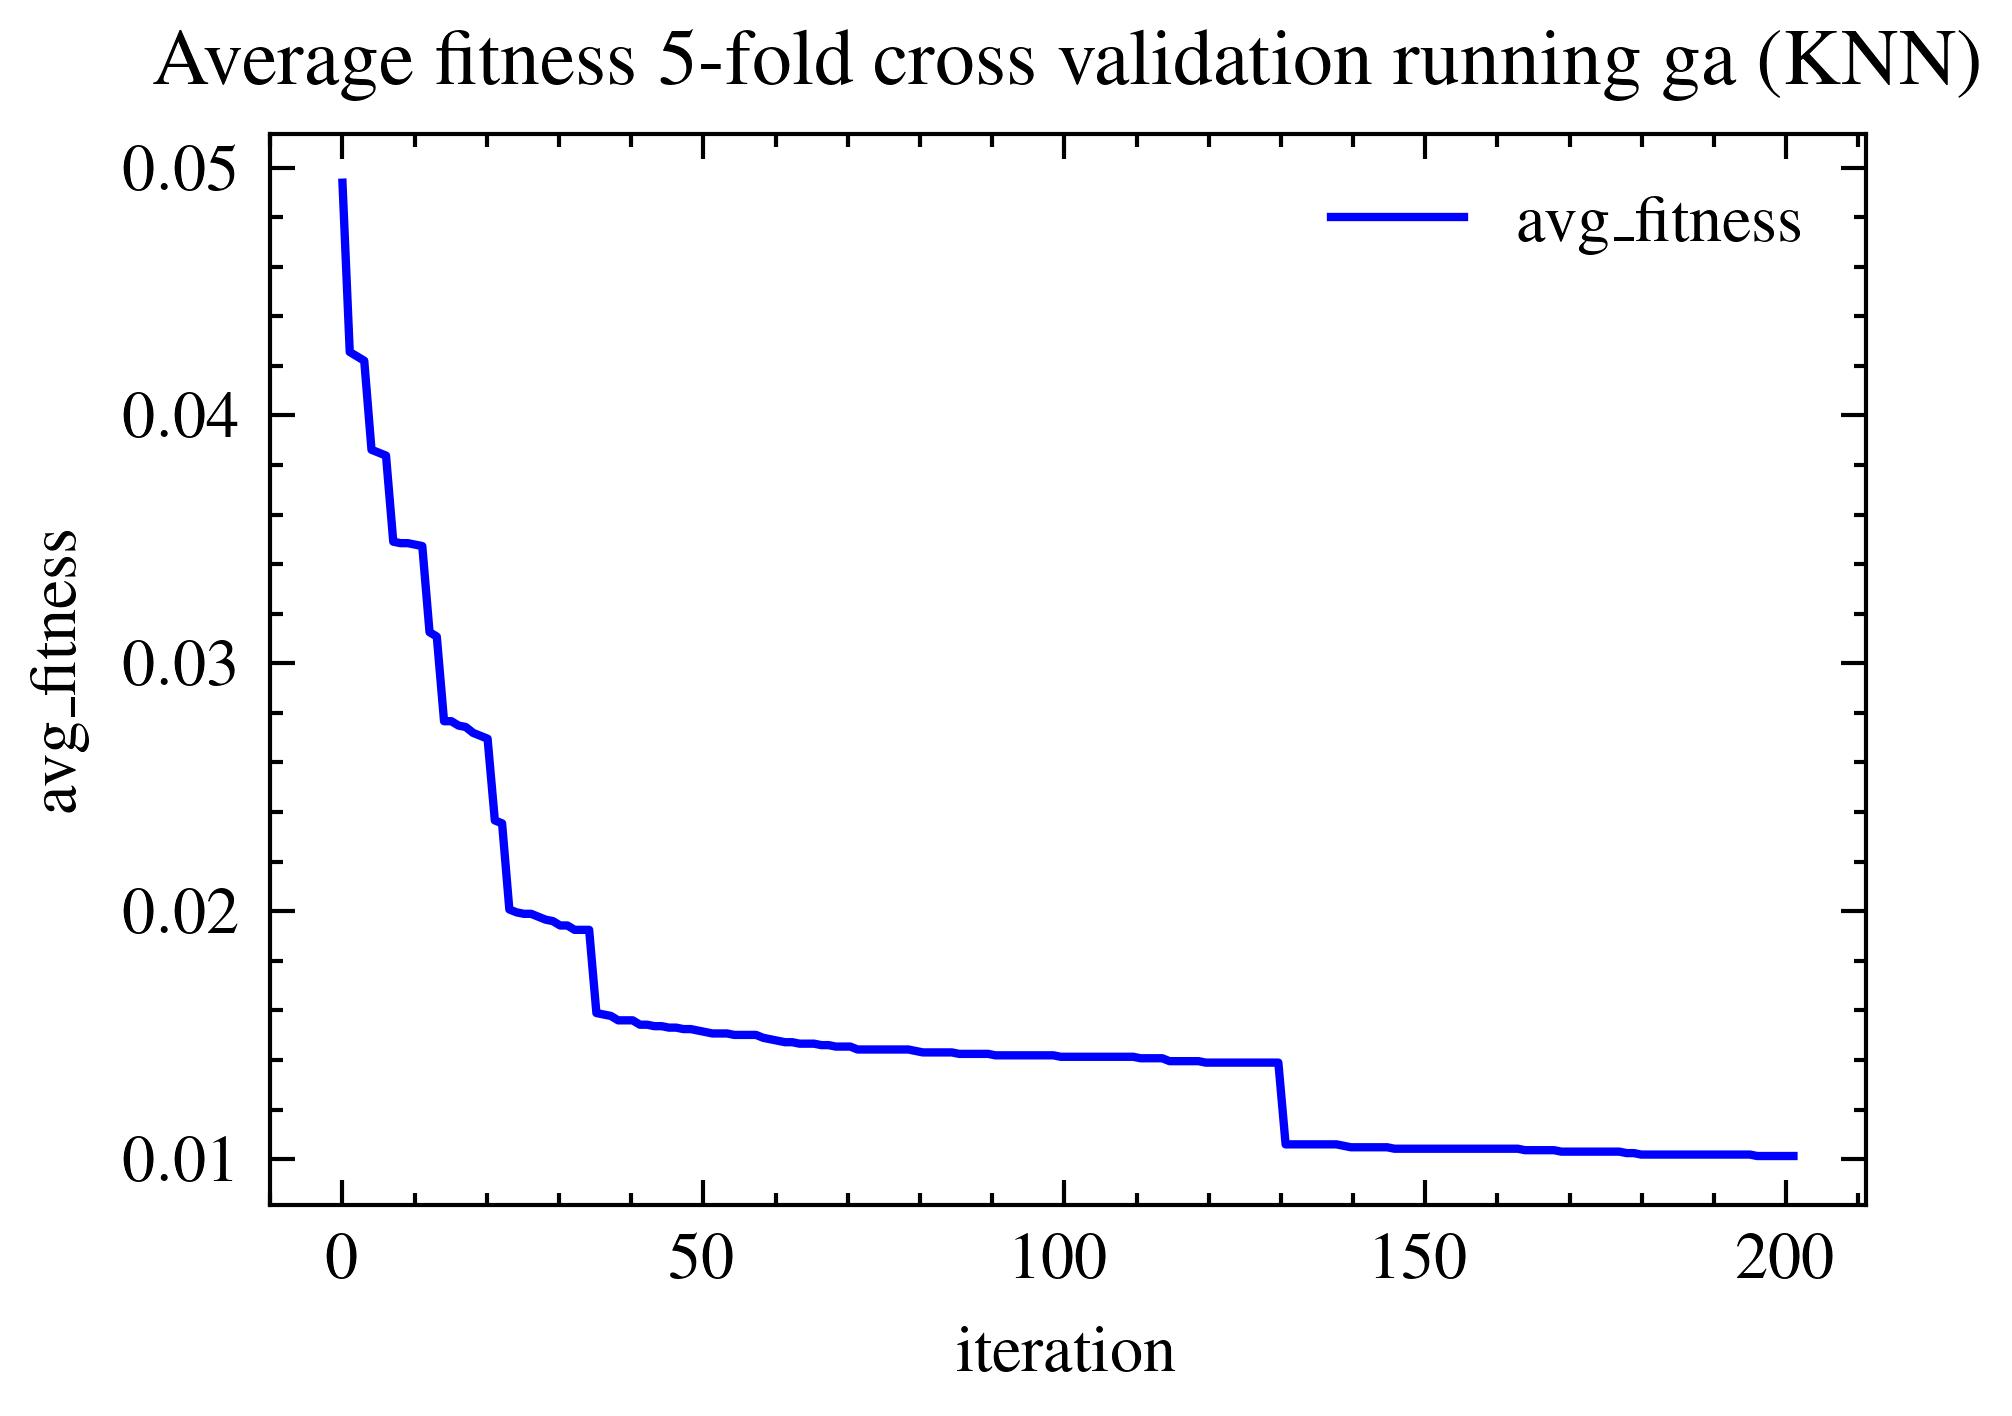 Average fitness 5-fold cross validation running ga (KNN)
avg_fitness
0.05
0.04
0.03
0.02
0.01
avg_fitness
0 50 100 150 200
iteration